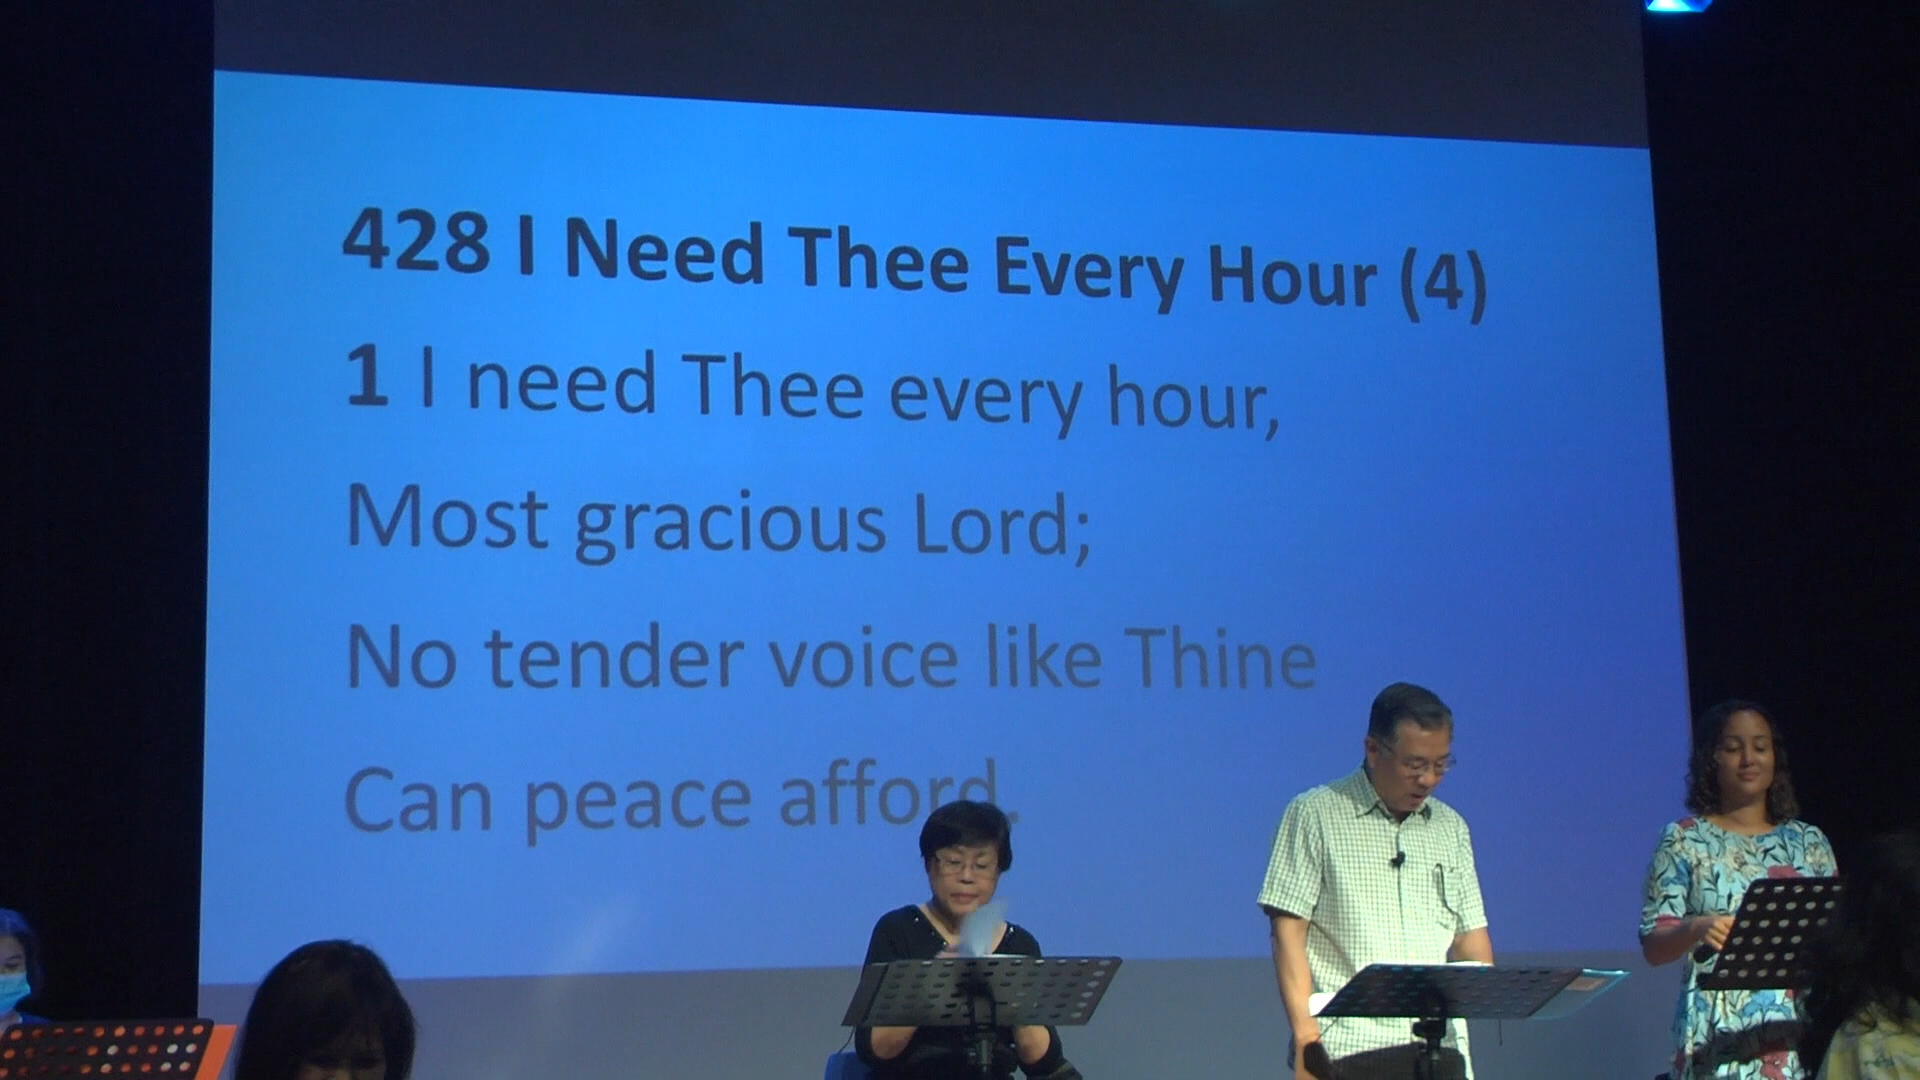 428 I Need Thee Every Hour (4)
1 I need Thee every hour,
Most gracious Lord;
No tender voice like Thine
Can peace afford.